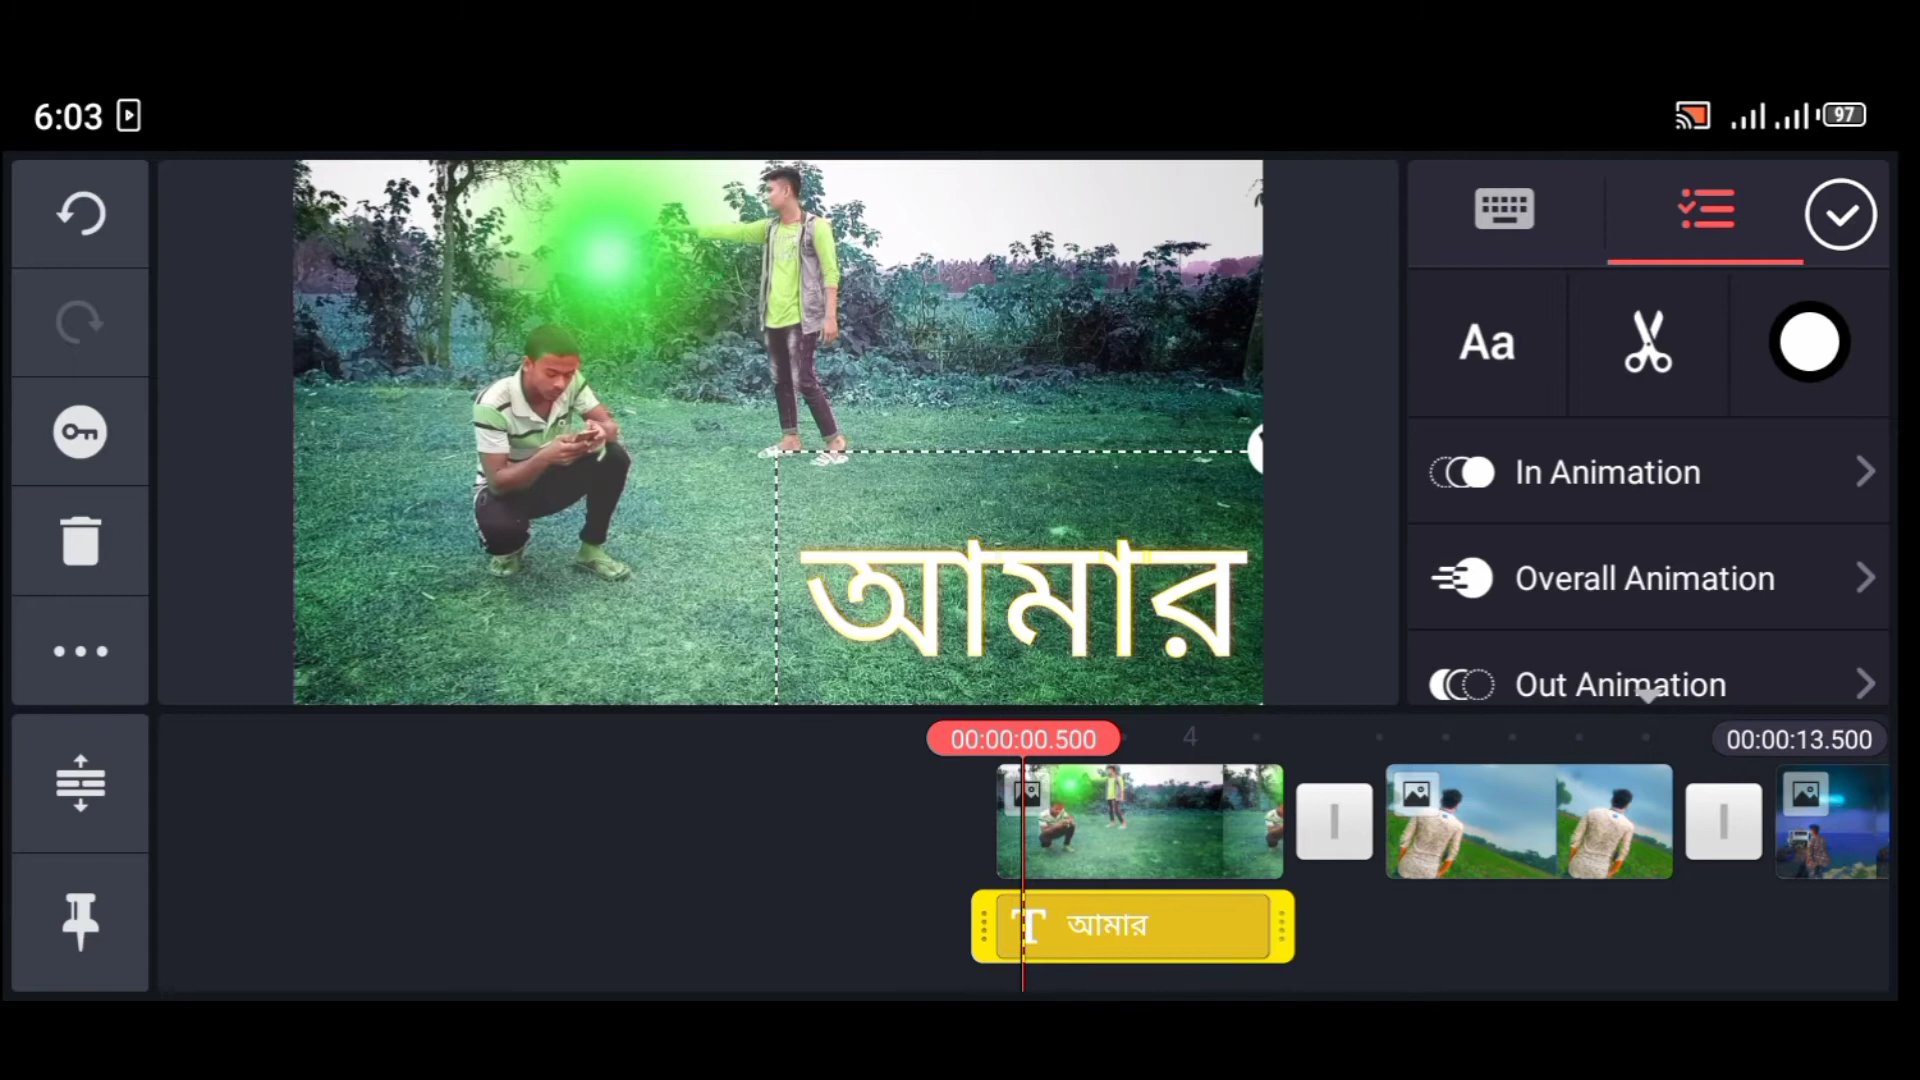 6:03
97
Aa
In Animation
Overall Animation
Out Animation
আমার
00:00:00.500
4
00:00:13.500
T আমার